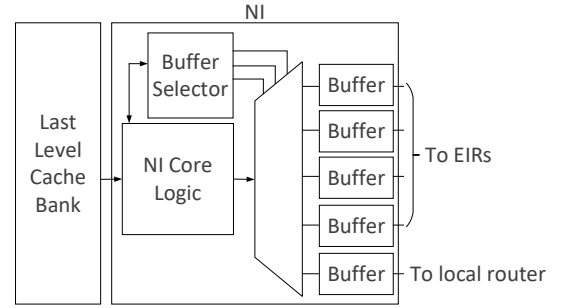 NI
Buffer
Selector
Last
Level
Cache
Bank
NI Core
Logic
Buffer
Buffer
Buffer
Buffer
Buffer
To EIRs
To local router